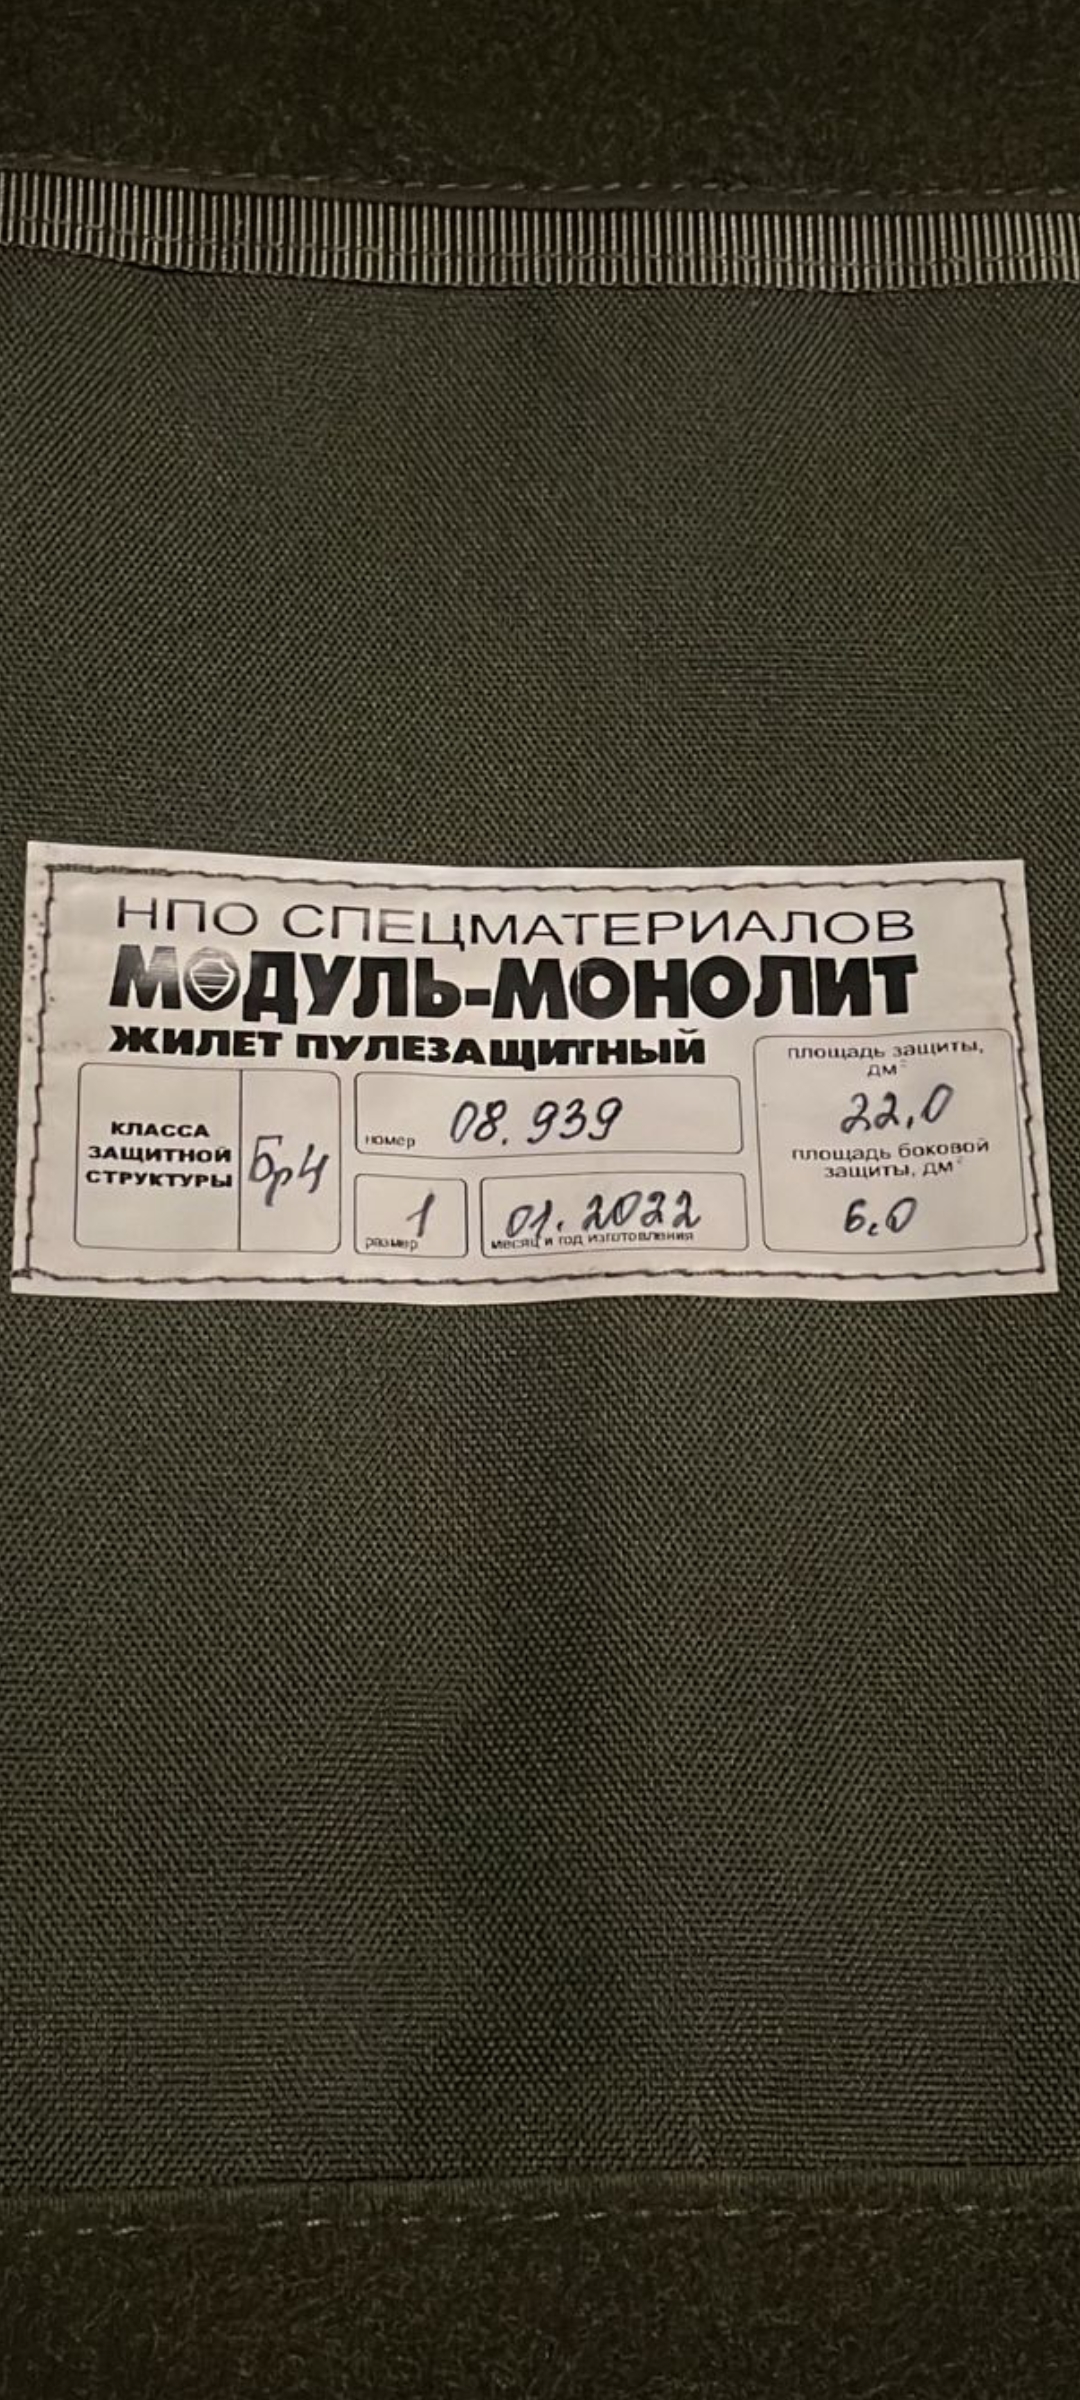 НПО СПЕЦМАТЕРИАЛОВ
МОДУЛЬ-МОНОЛИТ
ЖИЛЕТ ПУЛЕЗАЩИТНЫЙ
КЛАССА
ЗАЩИТНОЙ
СТРУКТУРЫ
Бр4
08.939
номер
1
размер
01.2022
месяц и год изготовления
площадь защиты,
дм²
22,0
площадь боковой
защиты, дм²
6,0